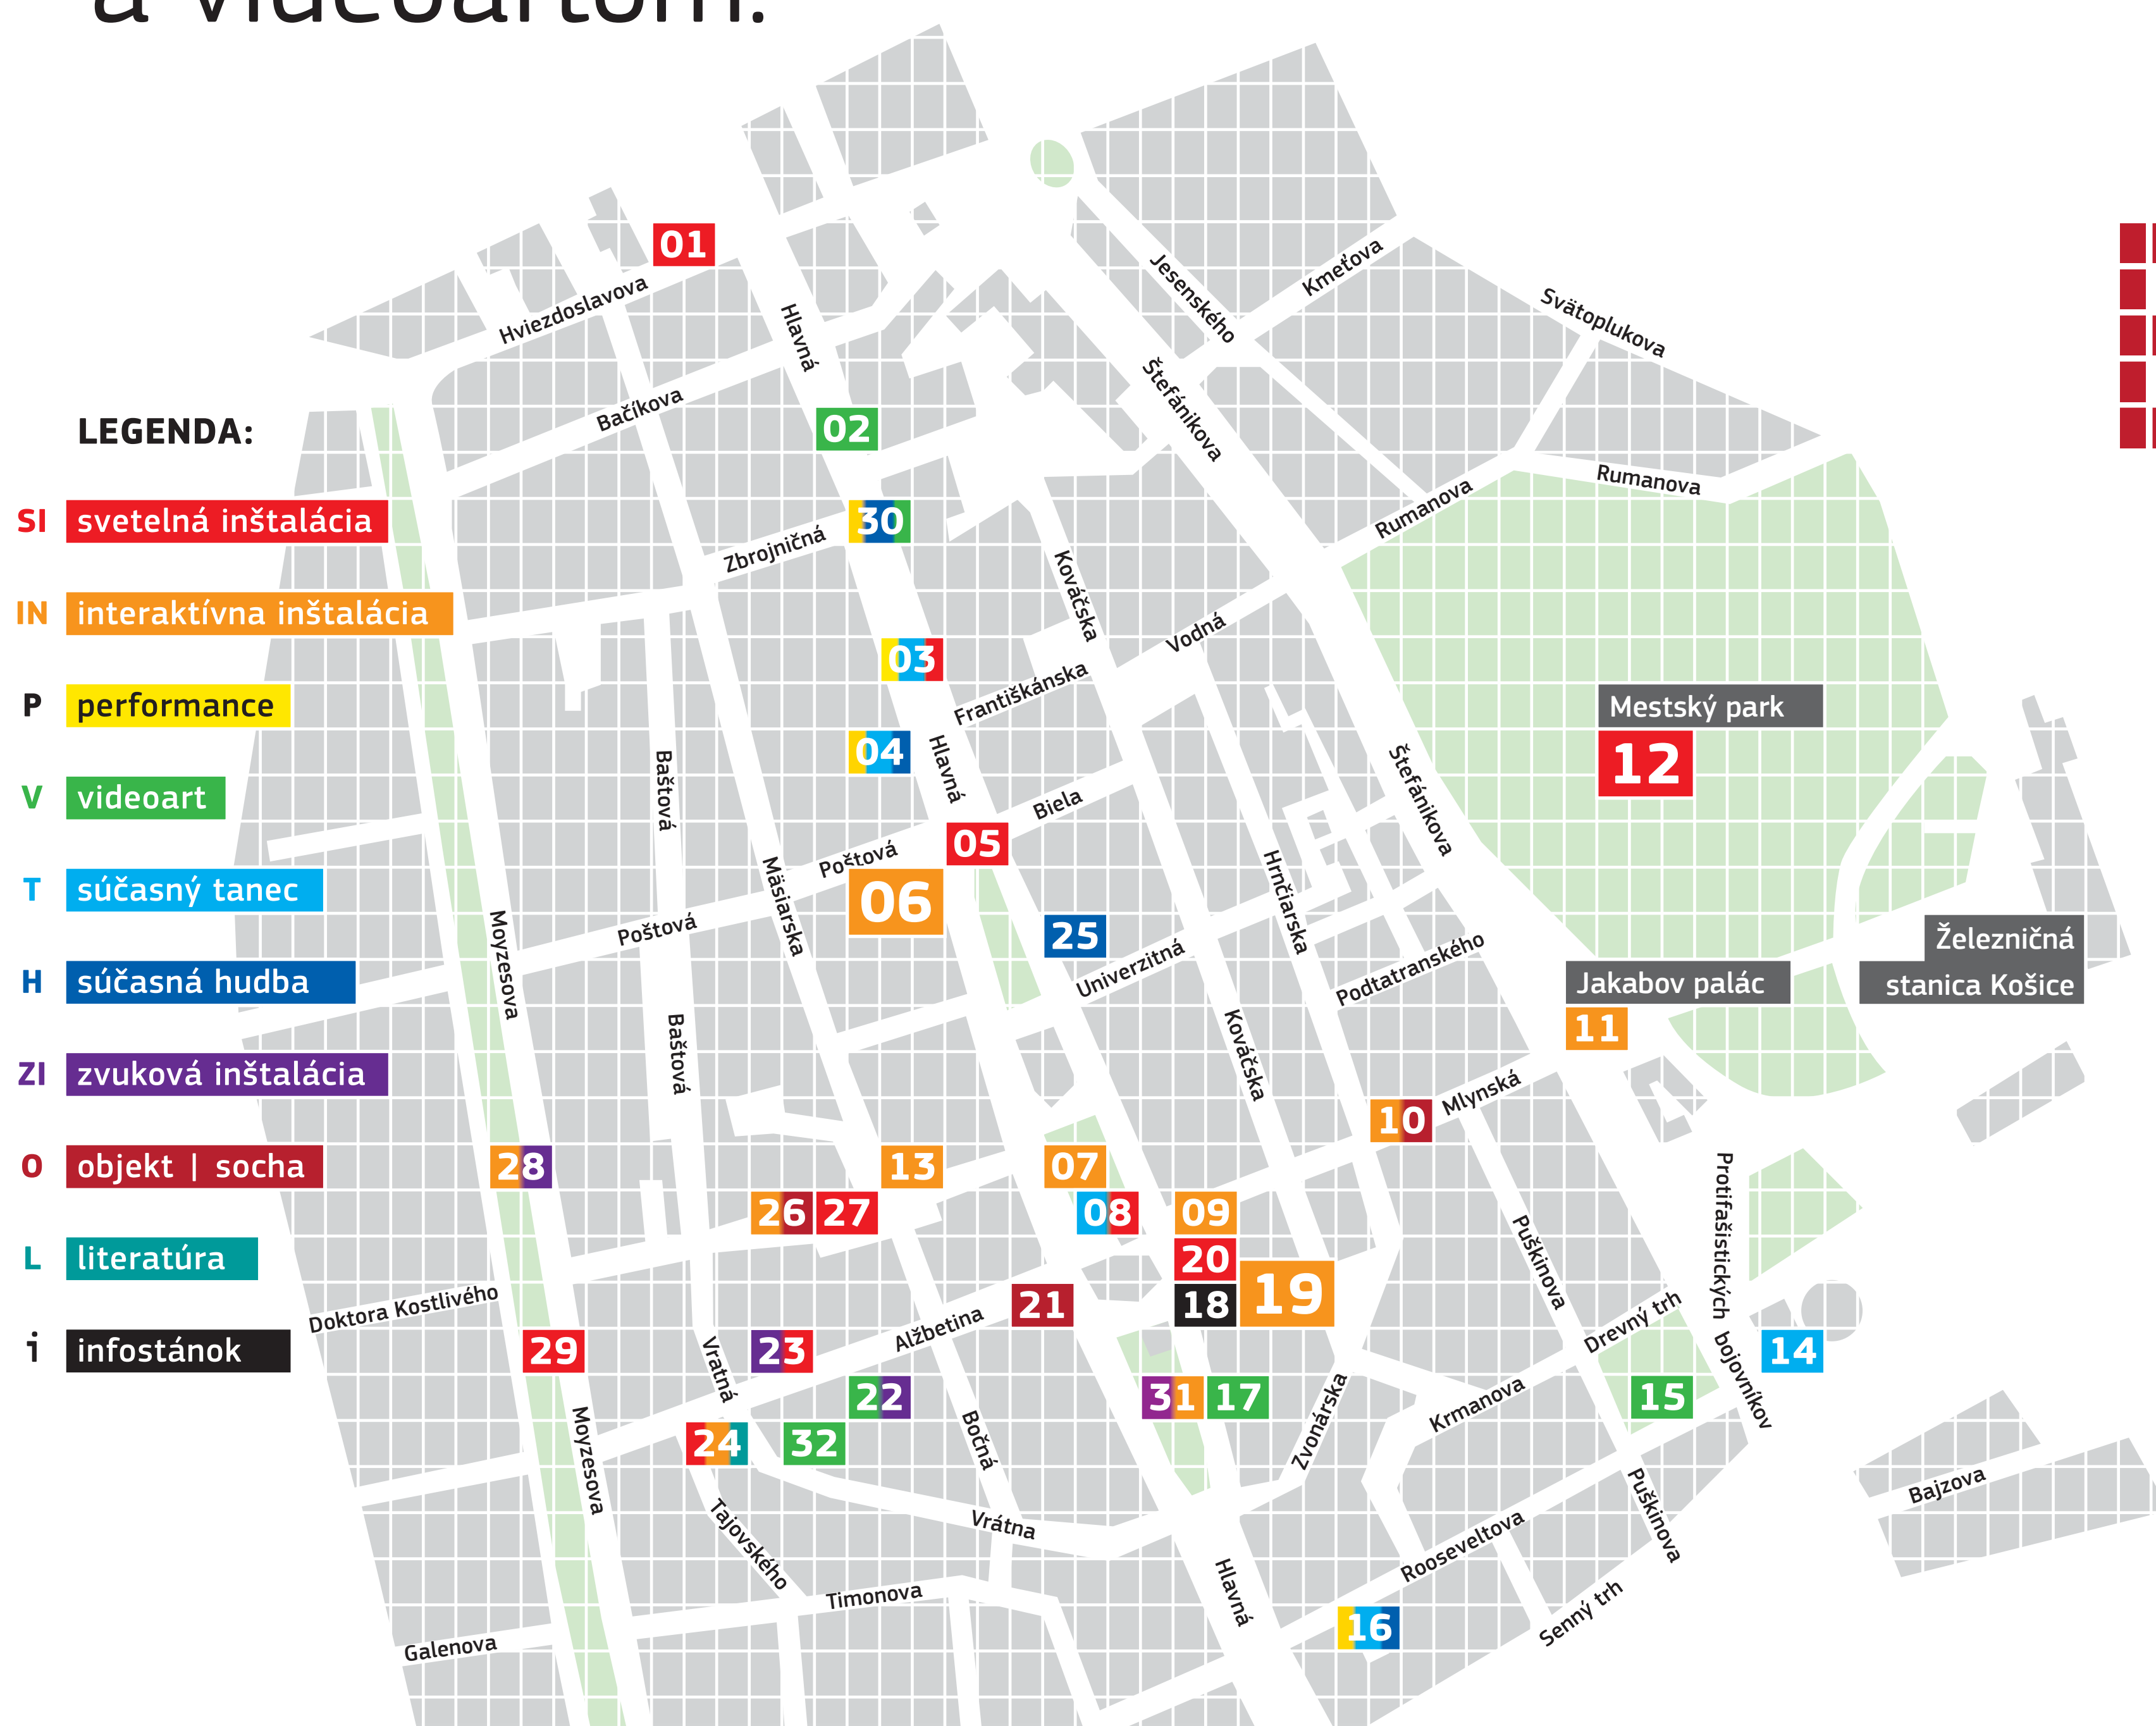 a videoartom.
LEGENDA:
SI svetelná inštalácia
IN interaktívna inštalácia
P performance
V videoart
T súčasný tanec
H súčasná hudba
ZI zvuková inštalácia
O objekt | socha
L literatúra
i infostánok
01
Hviezdoslavova
Hlavná
Bačíkova
02
Jesenského
Kmeťova
Svätoplukova
Štefánikova
Rumanova
Rumanova
30
Zbrojničná
Kováčska
Vodná
03
Františkánska
04
Hlavná
Biela
Baštová
Štefánikova
Mestský park
12
05
Poštová
06
Mäsiarska
Poštová
Moyzesova
25
Univerzitná
Hrnčiarska
Podtatranského
Železničná
stanica Košice
Jakabov palác
11
Baštová
Kováčska
10
Mlynská
28
13
07
26
27
08
09
20
18
19
21
Puškinova
Protifašistických bojovníkov
Drevný trh
14
Doktora Kostlivého
29
Vratná
23
Alžbetina
22
31
17
15
Zvonárska
Krmanova
24
32
Bočná
Moyzesova
Tajovského
Vrátna
Puškinova
Bajzova
Rooseveltova
Hlavná
Timonova
Senný trh
16
Galenova